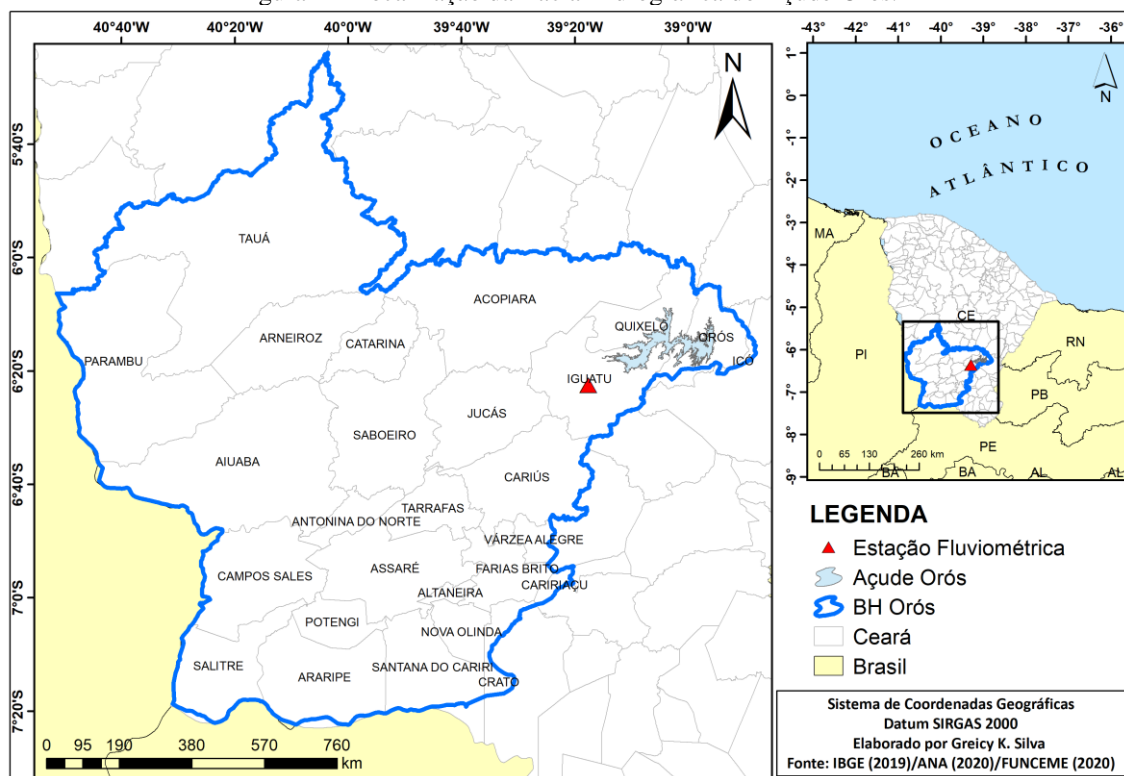 40°40'W 40°20'W 40°0'W 39°40'W 39°20'W 39°0'W
5°40'S
6°0'S
6°20'S
6°40'S
7°0'S
7°20'S
N
TAUÁ
ACOPIARA
QUIXELÔ
ORÓS
ICÓ
ARNEIROZ
CATARINA
PARAMBU
IGUATU
JUCÁS
SABOEIRO
AIUABA
CARIÚS
TARRAFAS
ANTONINA DO NORTE
VÁRZEA ALEGRE
CAMPOS SALES
ASSARÉ
FARIAS BRITO
CARIRIAÇU
ALTANEIRA
POTENGI
NOVA OLINDA
SALITRE
ARARIPE
SANTANA DO CARIRI
CRATO
0 95 190 380 570 760
km
-43° -42° -41° -40° -39° -38° -37° -36°
1°
0°
-1°
-2°
-3°
-4°
-5°
-6°
-7°
-8°
-9°
N
OCEANO
ATLÂNTICO
MA
CE
PI
RN
PB
PE
BA
BA
AL
AL
0 65 130 260 km
LEGENDA
Estação Fluviométrica
Açude Orós
BH Orós
Ceará
Brasil
Sistema de Coordenadas Geográficas
Datum SIRGAS 2000
Elaborado por Greicy K. Silva
Fonte: IBGE (2019)/ANA (2020)/FUNCEME (2020)